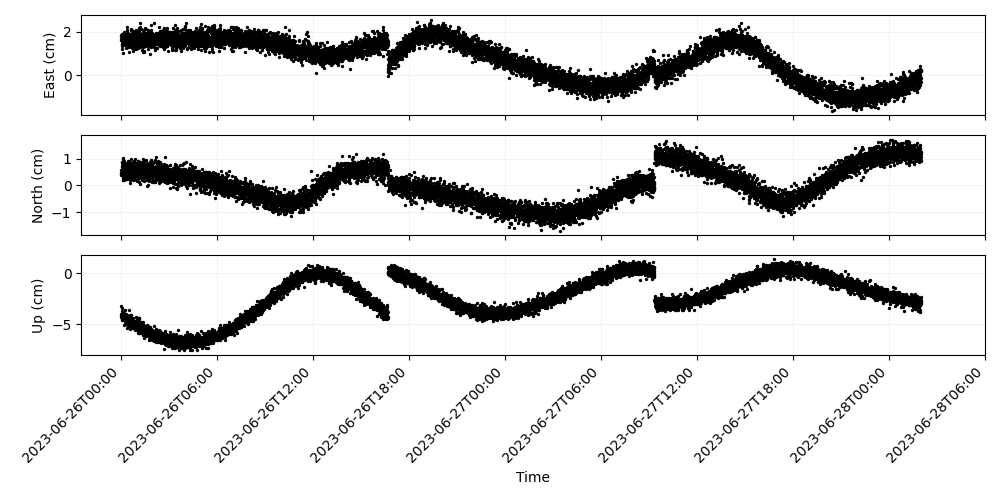 East (cm)
2
0
North (cm)
1
0
−1
Up (cm)
0
−5
2023-06-26T00:00
2023-06-26T06:00
2023-06-26T12:00
2023-06-26T18:00
2023-06-27T00:00
2023-06-27T06:00
2023-06-27T12:00
2023-06-27T18:00
2023-06-28T00:00
2023-06-28T06:00
Time